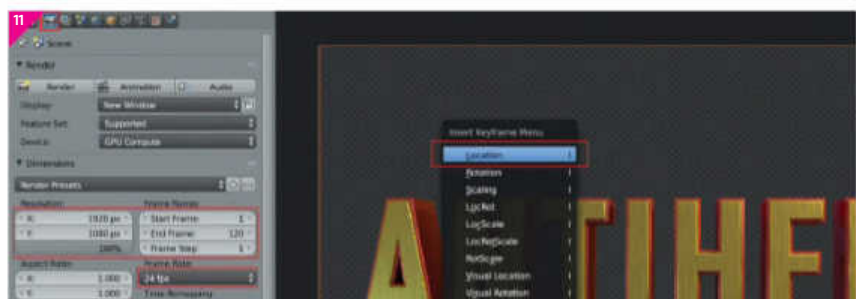 11
Scene
Render
Render Animation Audio
Display: New Window
Feature Set: Supported
Device: GPU Compute
Dimensions
Render Presets
Resolution: Frame Range:
X: 1920 px Start Frame: 1
Y: 1080 px End Frame: 120
100% Frame Step: 1
Aspect Ratio: Frame Rate:
X: 1.000 24 fps
Y: 1.000 Time Remapping:
Insert Keyframe Menu
Location
Rotation
Scaling
LocRot
LocScale
LocRotScale
RotScale
Visual Location
Visual Rotation